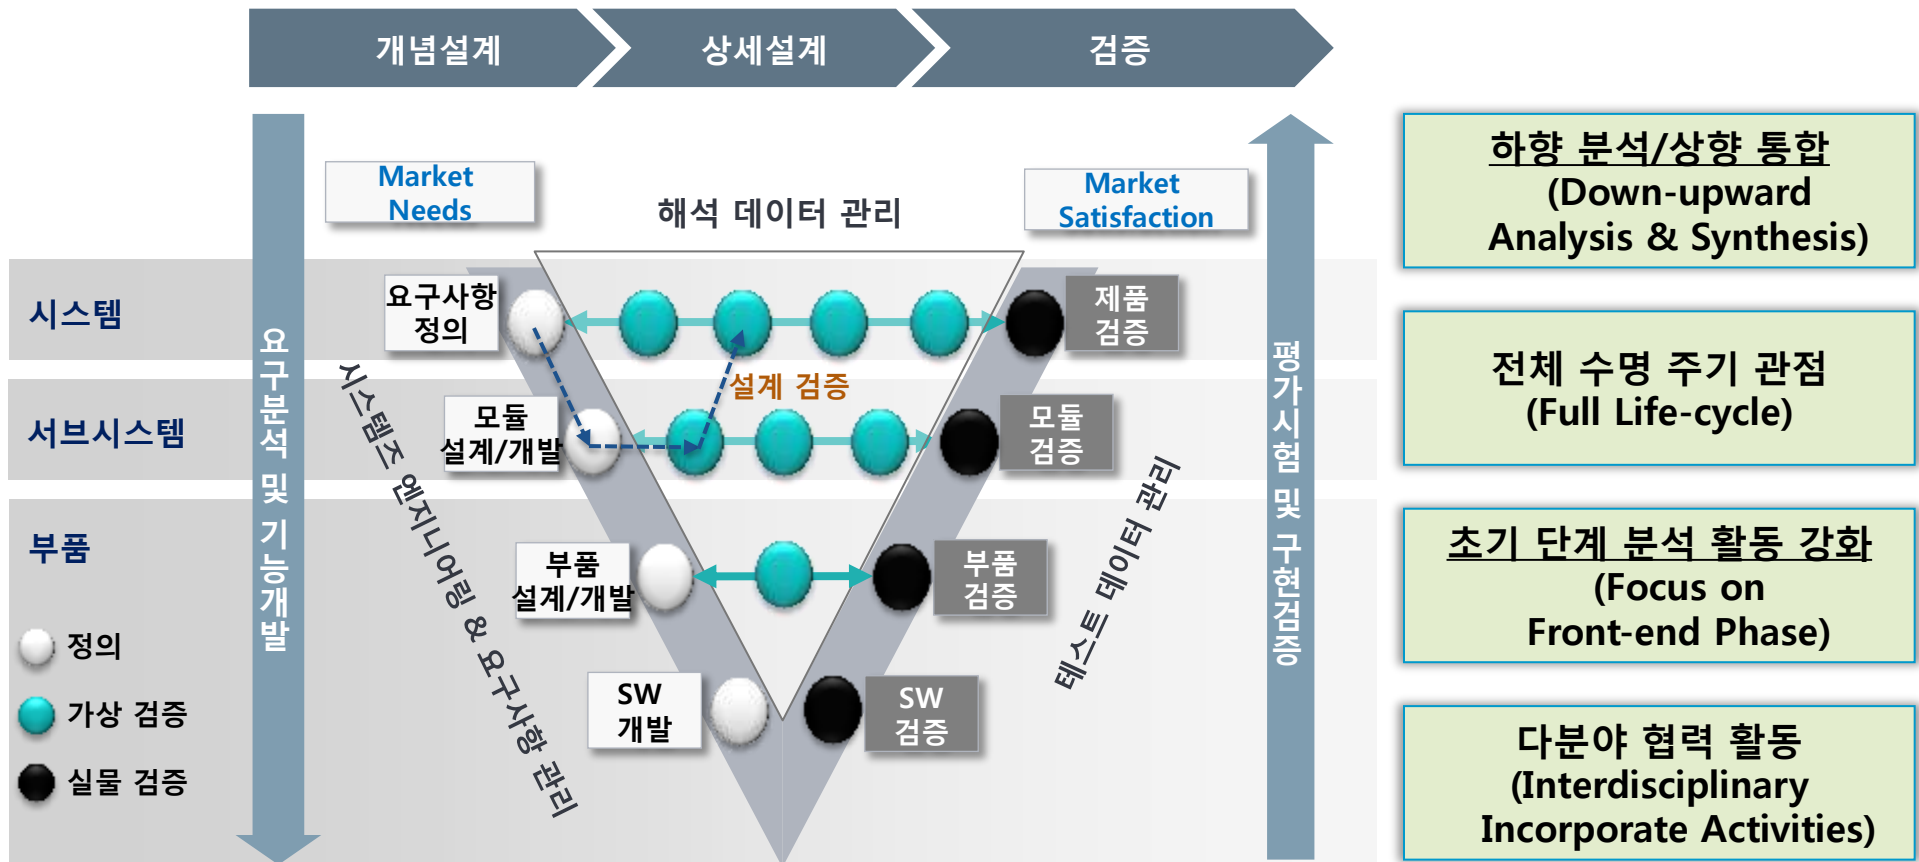 개념설계
상세설계
검증
Market
Needs
해석 데이터 관리
Market
Satisfaction
시스템
요구사항
정의
제품
검증
설계 검증
서브시스템
모듈
설계/개발
모듈
검증
부품
부품
설계/개발
부품
검증
SW
개발
SW
검증
정의
가상 검증
실물 검증
요구분석 및 기능개발
시스템즈 엔지니어링 & 요구사항 관리
테스트 데이터 관리
평가시험 및 구현검증
하향 분석/상향 통합
(Down-upward
Analysis & Synthesis)
전체 수명 주기 관점
(Full Life-cycle)
초기 단계 분석 활동 강화
(Focus on
Front-end Phase)
다분야 협력 활동
(Interdisciplinary
Incorporate Activities)